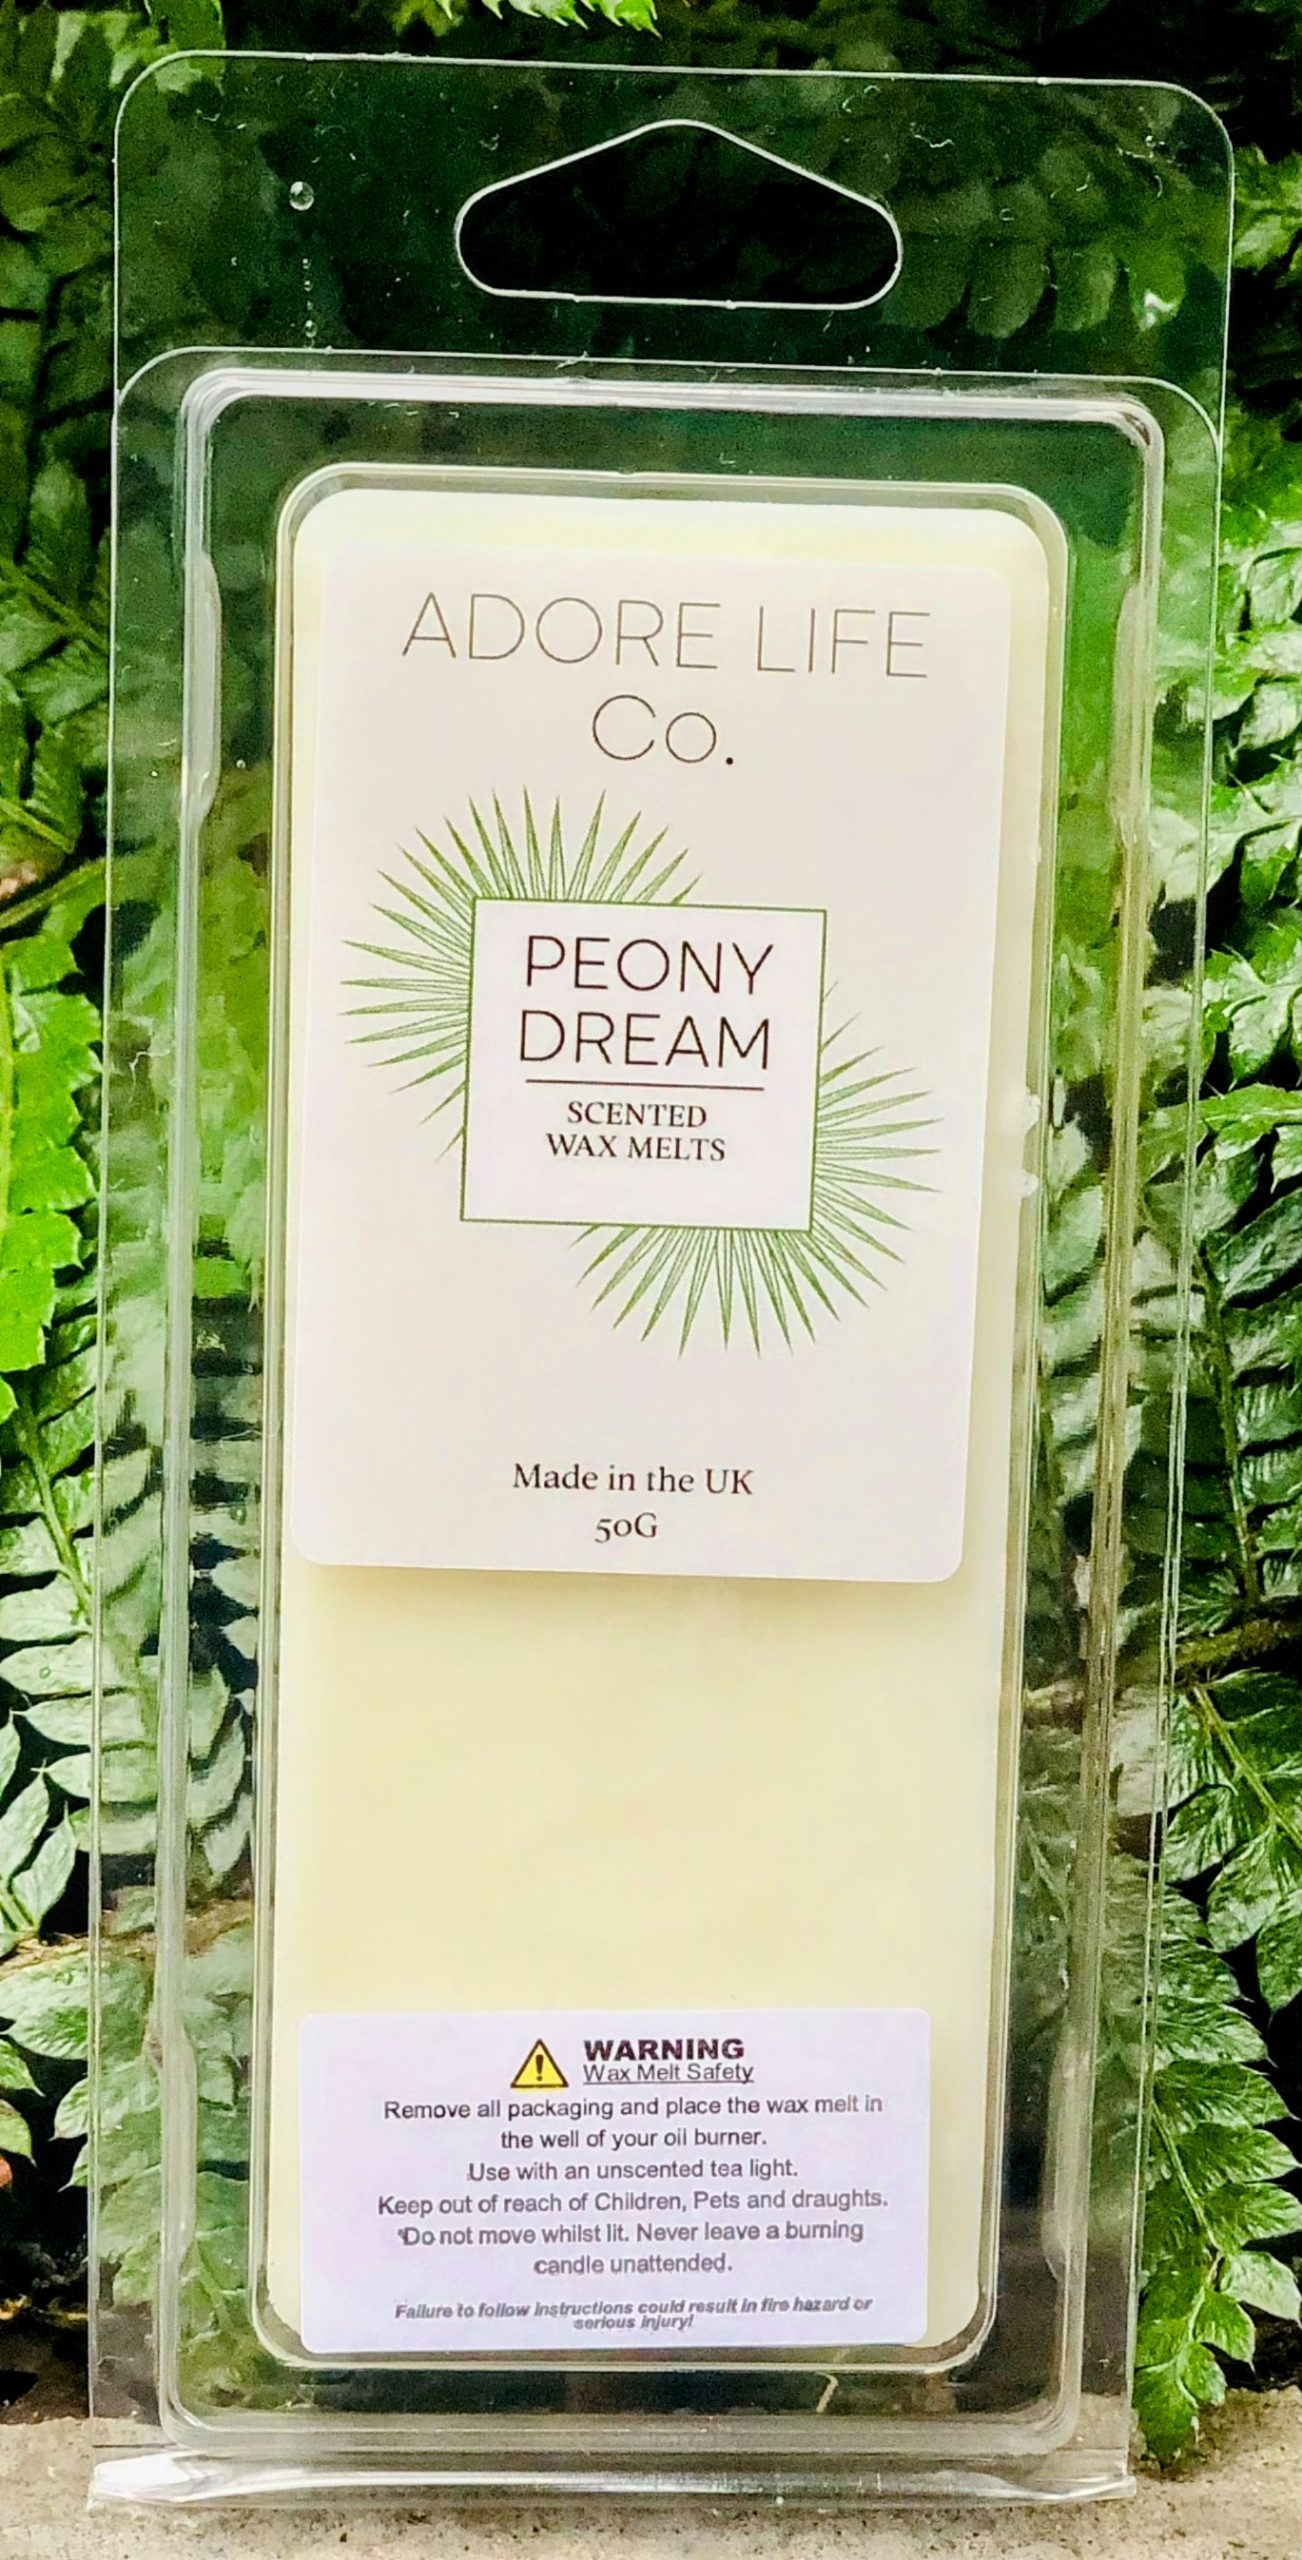 ADORE LIFE
Co.
PEONY
DREAM
SCENTED
WAX MELTS
Made in the UK
50G
WARNING
Wax Melt Safety
Remove all packaging and place the wax melt in
the well of your oil burner.
Use with an unscented tea light.
Keep out of reach of Children, Pets and draughts.
Do not move whilst lit. Never leave a burning
candle unattended.
Failure to follow instructions could result in fire hazard or
serious injury!